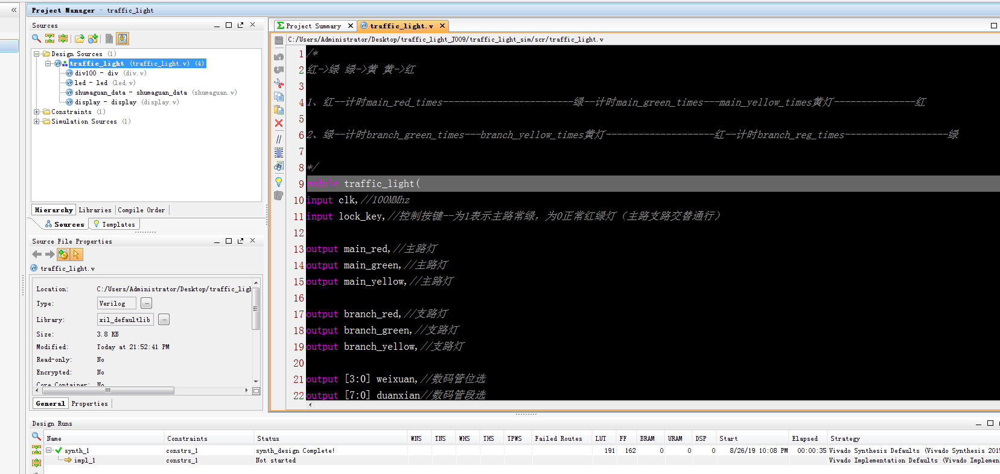 Project Manager - traffic_light
Sources
Design Sources (1)
traffic_light (traffic_light.v) (4)
div100 - div (div.v)
led - led (led.v)
shumaguan_data - shumaguan_data (shumaguan.v)
display - display (display.v)
Constraints (1)
Simulation Sources (1)
Hierarchy Libraries Compile Order
Sources Templates
Source File Properties
traffic_light.v
Location: C:/Users/Administrator/Desktop/traffic_ligh
Type: Verilog
Library: xil_defaultlib
Size: 3.8 KB
Modified: Today at 21:52:41 PM
Read-only: No
Encrypted: No
Core Container: No
General Properties
Project Summary traffic_light.v
C:/Users/Administrator/Desktop/traffic_light_J009/traffic_light_sim/scr/traffic_light.v
1 /*
2 红->绿 绿->黄 黄->红
3
4 1、红--计时main_red_times------------------------绿--计时main_green_times---main_yellow_times黄灯---------------红
5
6 2、绿--计时branch_green_times---branch_yellow_times黄灯--------------------红--计时branch_reg_times-------------------绿
7
8 */
9 module traffic_light(
10 input clk,//100MMhz
11 input lock_key,//控制按键--为1表示主路常绿，为0正常红绿灯（主路支路交替通行）
12
13 output main_red,//主路灯
14 output main_green,//主路灯
15 output main_yellow,//主路灯
16
17 output branch_red,//支路灯
18 output branch_green,//支路灯
19 output branch_yellow,//支路灯
20
21 output [3:0] weixuan,//数码管位选
22 output [7:0] duanxian//数码管段选
Design Runs
Name Constraints Status WNS TNS WHS THS TPWS Failed Routes LUT FF BRAM URAM DSP Start Elapsed Strategy
synth_1 constrs_1 synth_design Complete! 191 162 0 0 0 8/26/19 10:08 PM 00:00:35 Vivado Synthesis Defaults (Vivado Synthesis 2015
impl_1 constrs_1 Not started Vivado Implementation Defaults (Vivado Implemen